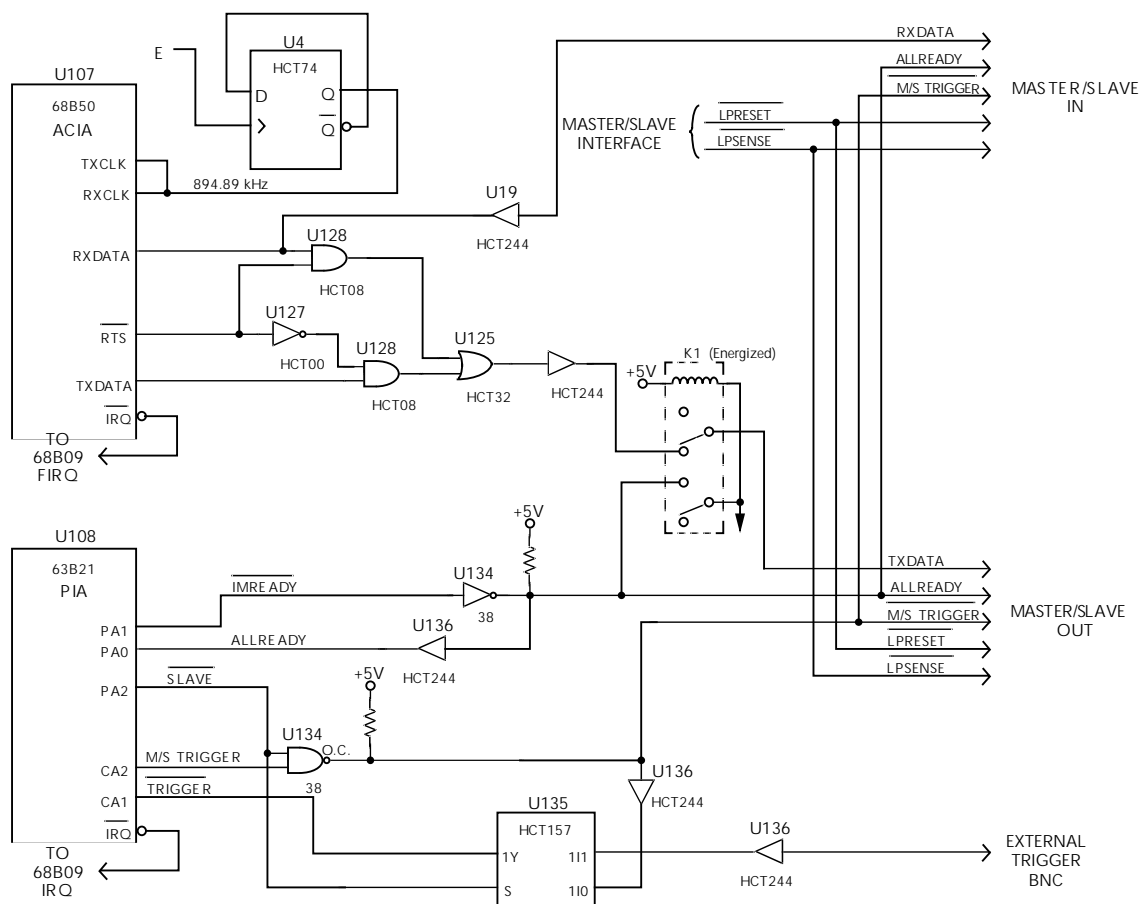 U4
HCT74
E
D
Q
Q
U107
68B50
ACIA
TXCLK
RXCLK
894.89 kHz
RXDATA
RTS
TXDATA
IRQ
TO
68B09
FIRQ
U19
HCT244
U128
HCT08
U127
HCT00
U128
HCT08
U125
HCT32
HCT244
K1 (Energized)
+5V
RXDATA
ALLREADY
M/S TRIGGER
LPRESET
LPSENSE
MASTER/SLAVE
INTERFACE
MASTER/SLAVE
IN
U108
63B21
PIA
PA1
PA0
PA2
CA2
CA1
IRQ
TO
68B09
IRQ
IMREADY
ALLREADY
SLAVE
M/S TRIGGER
TRIGGER
+5V
U134
38
U136
HCT244
+5V
U134
O.C.
38
U136
HCT244
U135
HCT157
1Y
S
1I1
1I0
U136
HCT244
TXDATA
ALLREADY
M/S TRIGGER
LPRESET
LPSENSE
MASTER/SLAVE
OUT
EXTERNAL
TRIGGER
BNC